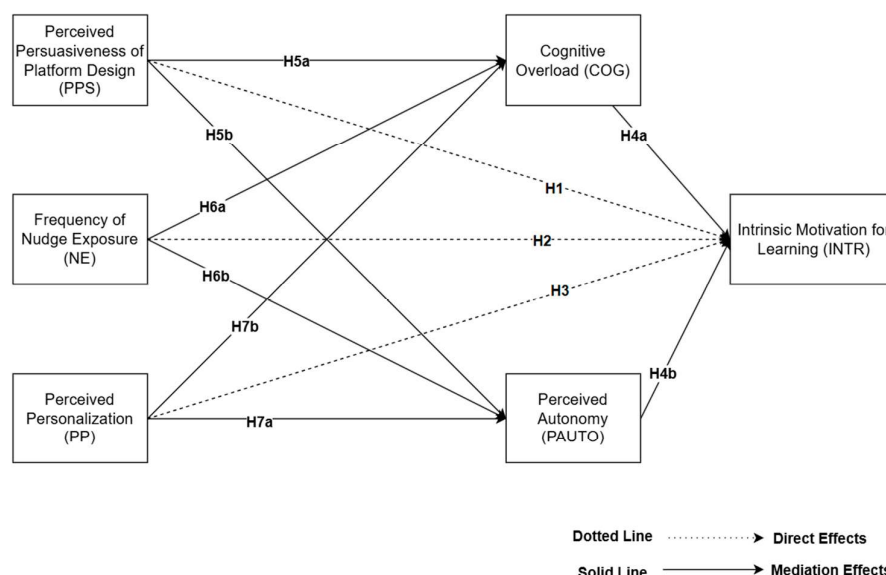 Perceived
Persuasiveness of
Platform Design
(PPS)
H5a
Cognitive
Overload (COG)
H5b
H4a
H1
Frequency of
Nudge Exposure
(NE)
H6a
H2
Intrinsic Motivation for
Learning (INTR)
H6b
H3
H7b
Perceived
Personalization
(PP)
H7a
Perceived
Autonomy
(PAUTO)
H4b
Dotted Line
Direct Effects
Solid Line
Mediation Effects